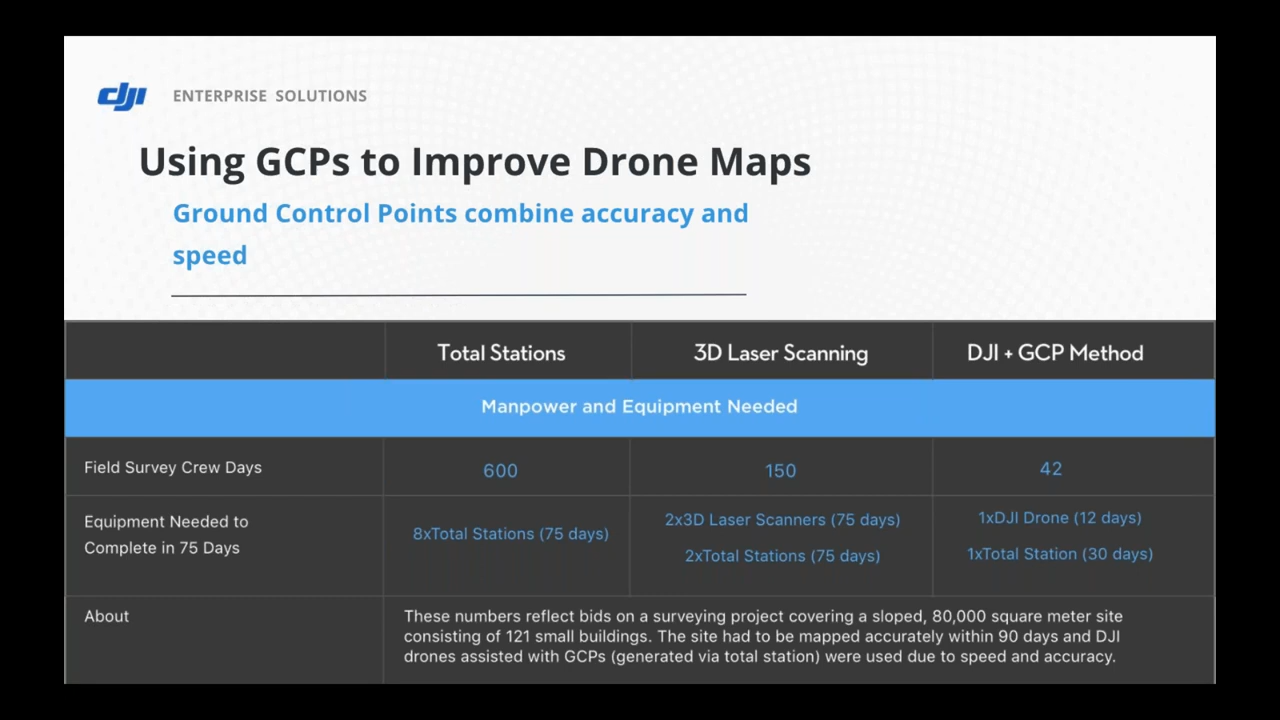 dji ENTERPRISE SOLUTIONS
Using GCPs to Improve Drone Maps
Ground Control Points combine accuracy and
speed
Total Stations 3D Laser Scanning DJI + GCP Method
Manpower and Equipment Needed
Field Survey Crew Days 600 150 42
Equipment Needed to
Complete in 75 Days
8xTotal Stations (75 days)
2x3D Laser Scanners (75 days)
2xTotal Stations (75 days)
1xDJI Drone (12 days)
1xTotal Station (30 days)
About
These numbers reflect bids on a surveying project covering a sloped, 80,000 square meter site
consisting of 121 small buildings. The site had to be mapped accurately within 90 days and DJI
drones assisted with GCPs (generated via total station) were used due to speed and accuracy.